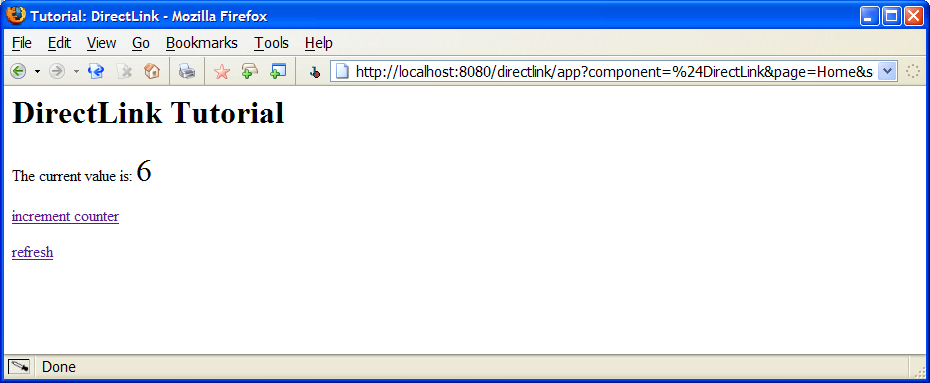 Tutorial: DirectLink - Mozilla Firefox
File Edit View Go Bookmarks Tools Help
http://localhost:8080/directlink/app?component=%24DirectLink&page=Home&s
DirectLink Tutorial
The current value is: 6
increment counter
refresh
Done